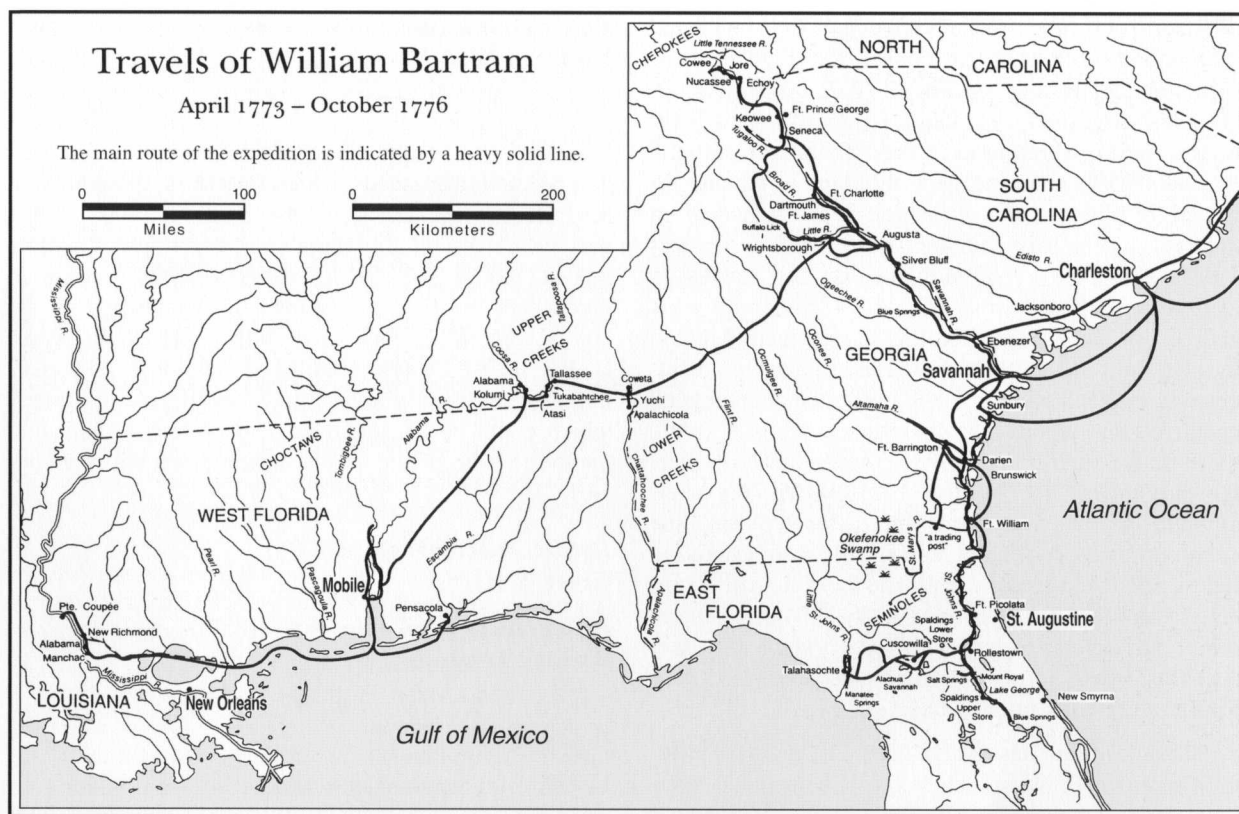 Travels of William Bartram
April 1773 – October 1776
The main route of the expedition is indicated by a heavy solid line.
0 100
Miles
0 200
Kilometers
CHEROKEES
Little Tennessee R.
Cowee
Jore
Nucassee
Echoy
NORTH
CAROLINA
Ft. Prince George
Keowee
Seneca
Tugaloo R.
Broad R.
Ft. Charlotte
SOUTH
CAROLINA
Dartmouth
Ft. James
Buffalo Lick
Little R.
Wrightsborough
Augusta
Silver Bluff
Edisto R.
Charleston
Savannah R.
Ogeechee R.
Blue Springs
Jacksonboro
Ebenezer
GEORGIA
Savannah
Oconee R.
Ocmulgee R.
Sunbury
Altamaha R.
Ft. Barrington
Darien
Brunswick
Atlantic Ocean
Mississippi R.
Tallapoosa R.
UPPER
CREEKS
Coosa R.
Alabama
Kolumi
Tallassee
Tukabahtchee
Atasi
Coweta
Yuchi
Apalachicola
Flint R.
LOWER
CREEKS
Chattahoochee R.
CHOCTAWS
Tombigbee R.
Alabama R.
WEST FLORIDA
Okefenokee
Swamp
St. Mary's R.
"a trading
post"
Ft. William
Escambia R.
Pearl R.
Pascagoula R.
Mobile
Pensacola
Apalachicola R.
EAST
FLORIDA
Little St. Johns R.
SEMINOLES
St. Johns R.
Ft. Picolata
St. Augustine
Spaldings
Lower
Store
Cuscowilla
Rollestown
Talahasochte
Alachua
Savannah
Salt Springs
Mount Royal
Lake George
Manatee
Springs
Spaldings
Upper
Store
Blue Springs
New Smyrna
Pte. Coupée
New Richmond
Alabama
Manchac
Mississippi R.
LOUISIANA
New Orleans
Gulf of Mexico